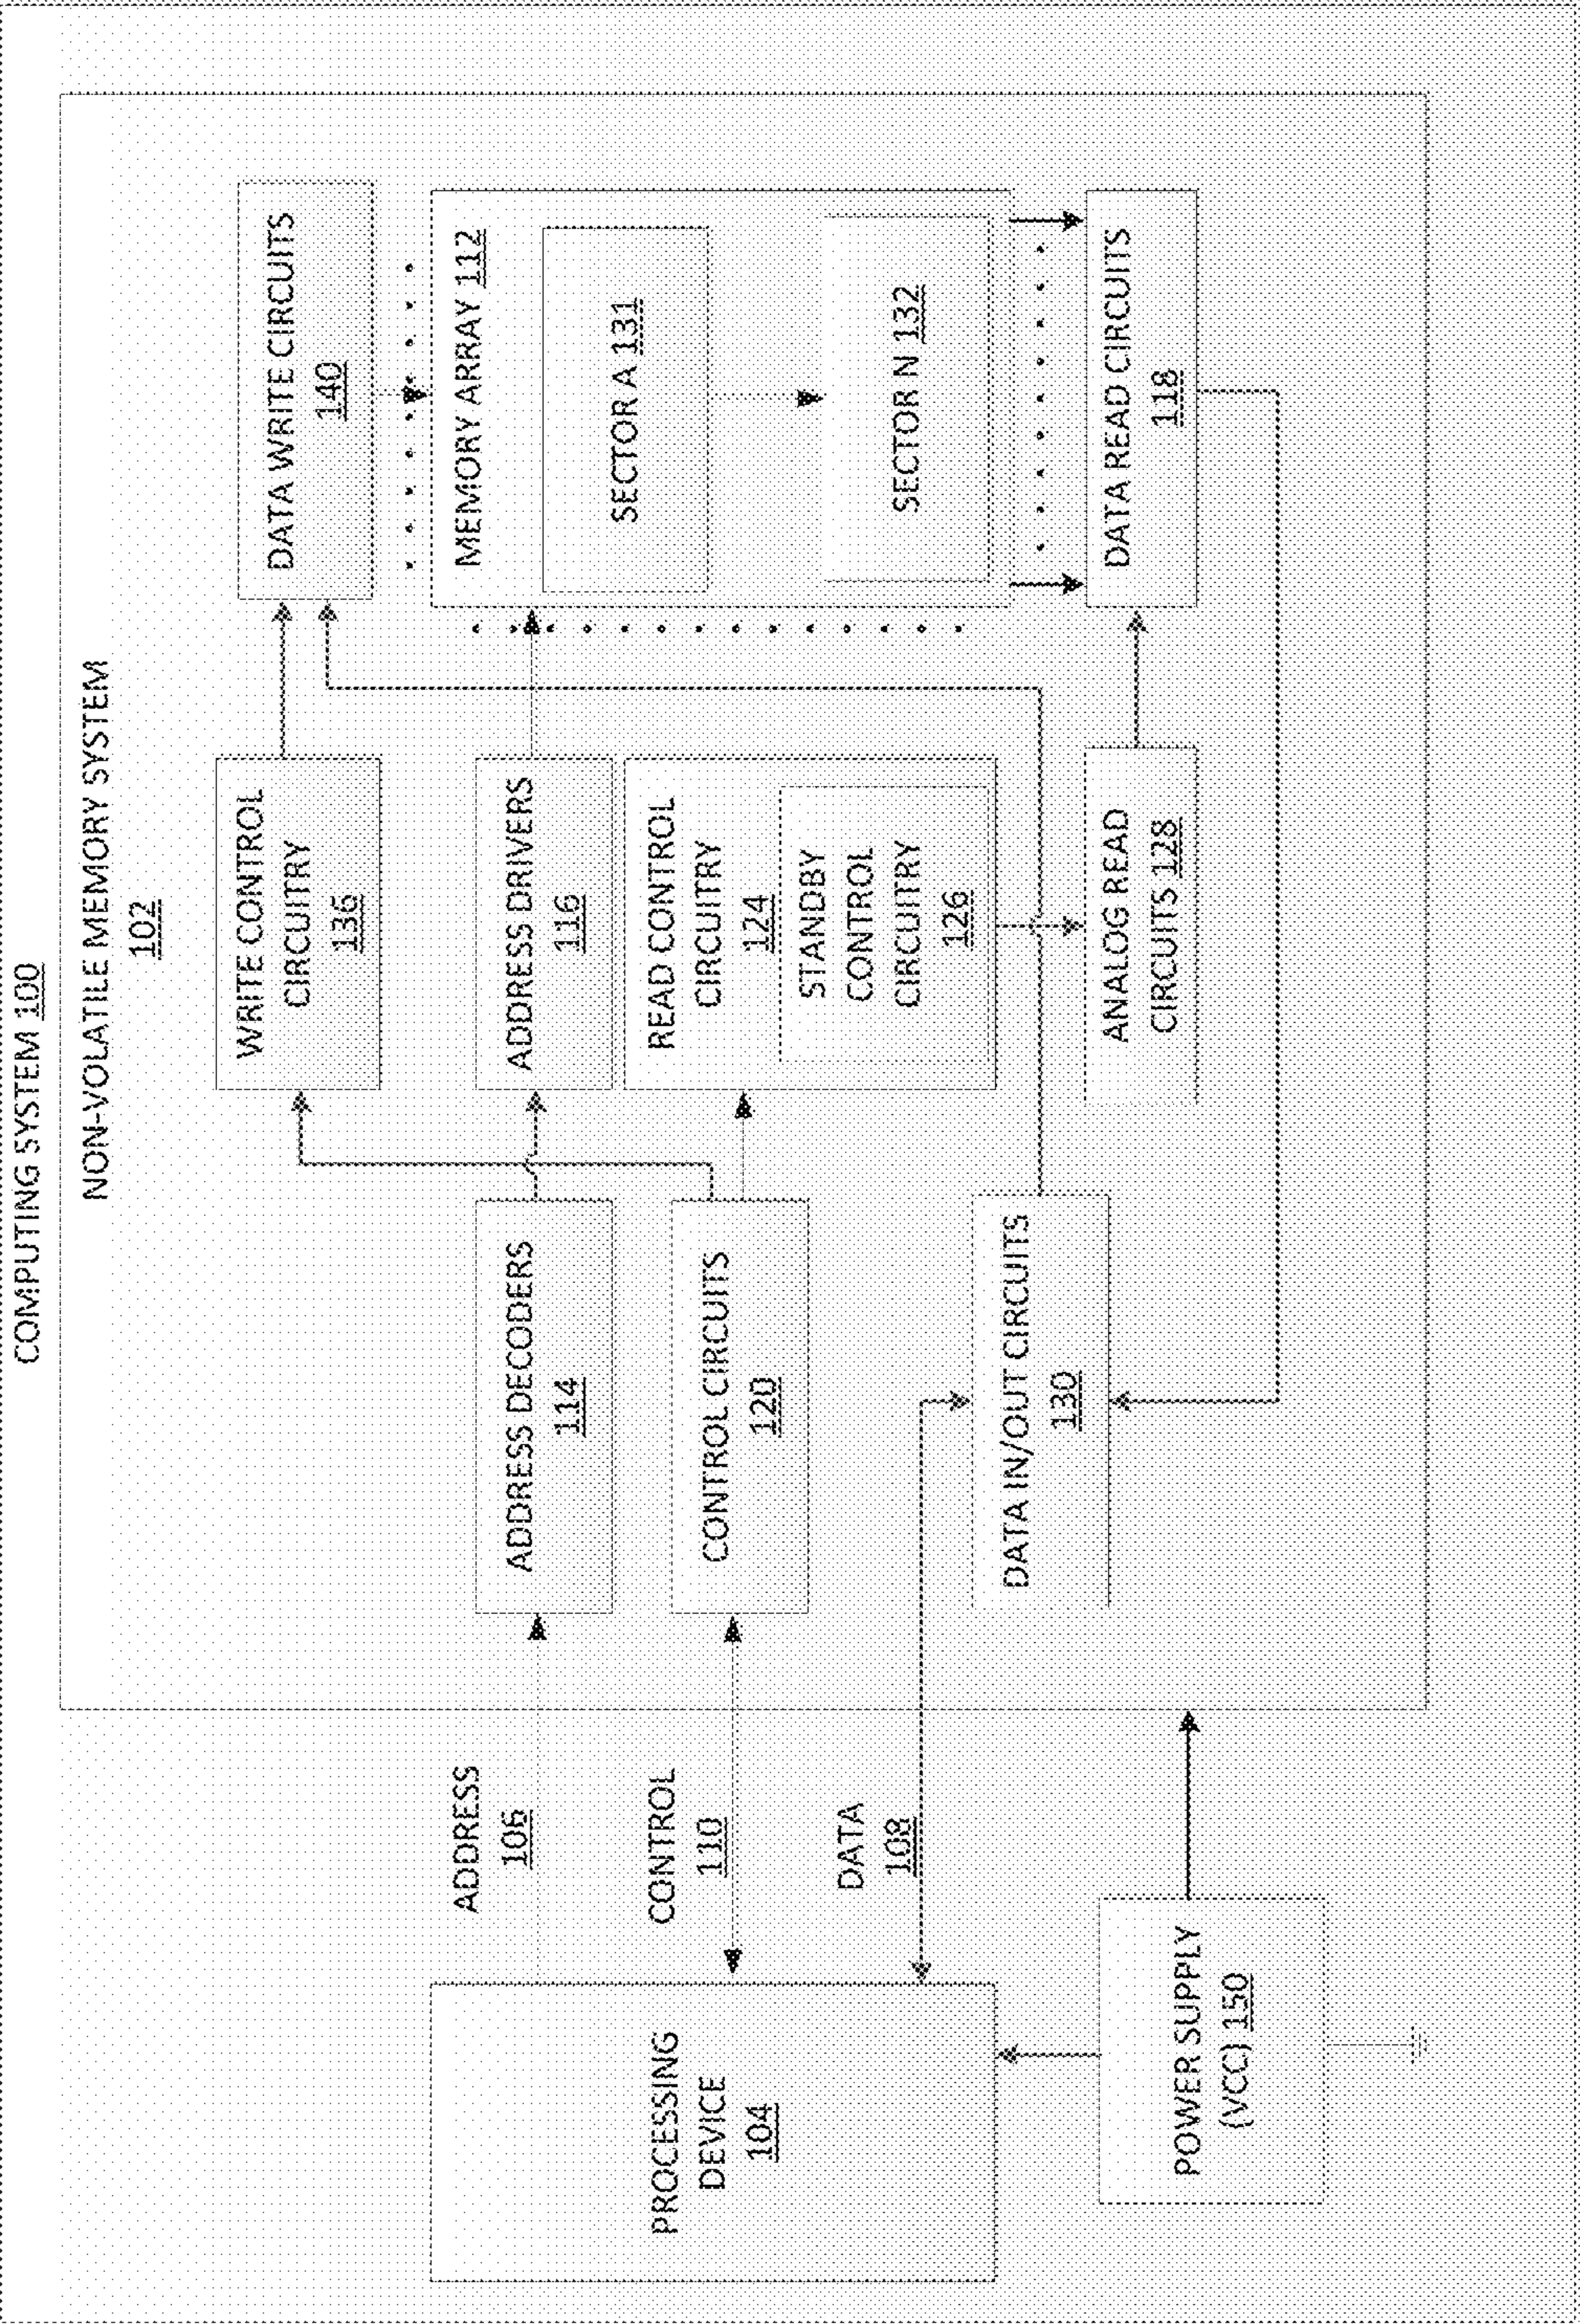 COMPUTING SYSTEM 100
NON-VOLATILE MEMORY SYSTEM
102
PROCESSING
DEVICE
104
POWER SUPPLY
(VCC) 150
ADDRESS
106
CONTROL
110
DATA
108
ADDRESS DECODERS
114
CONTROL CIRCUITS
120
DATA IN/OUT CIRCUITS
130
WRITE CONTROL
CIRCUITRY
136
ADDRESS DRIVERS
116
READ CONTROL
CIRCUITRY
124
STANDBY
CONTROL
CIRCUITRY
126
ANALOG READ
CIRCUITS 128
DATA WRITE CIRCUITS
140
MEMORY ARRAY 112
SECTOR A 131
SECTOR N 132
DATA READ CIRCUITS
118